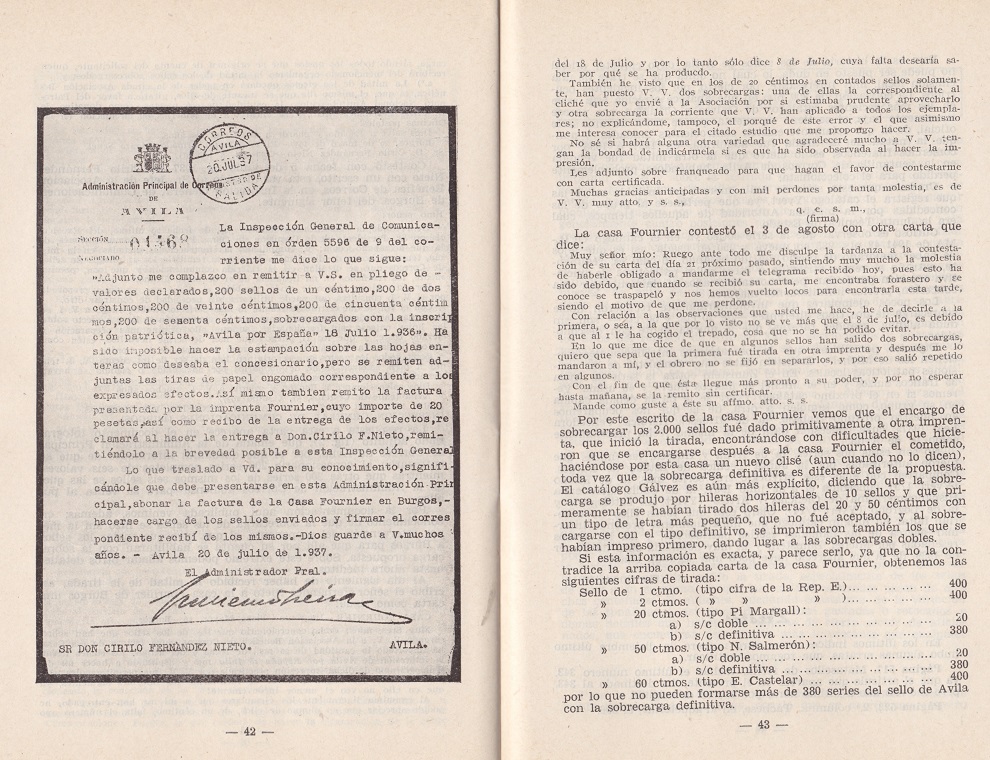 CORREOS
AVILA
20.JUL.37
SALIDA
Administración Principal de Correos
DE
AVILA
SECCIÓN
NEGOCIADO
01468
La Inspección General de Comunica-
ciones en órden 5596 de 9 del co-
rriente me dice lo que sigue:
"Adjunto me complazco en remitir a V.S. en pliego de -
valores declarados,200 sellos de un céntimo,200 de dos
céntimos,200 de veinte céntimos,200 de cincuenta céntim
mos,200 de sesenta céntimos,sobrecargados con la inscrip
ción patriótica, "Avila por España" 18 Julio 1.936". Ha
sido imponible hacer la estampación sobre las hojas en-
teras como deseaba el concesionario,pero se remiten ad-
juntas las tiras de papel engomado correspondiente a los
expresados efectos.Así mismo tambien remito la factura
presentada por la imprenta Fournier,cuyo importe de 20
pesetas,así como recibo de la entrega de los efectos,re
clamará al hacer la entrega a Don.Cirilo F.Nieto,remi-
tiéndolo a la brevedad posible a esta Inspección General
Lo que traslado a Vd. para su conocimiento,signifi-
cándole que debe presentarse en esta Administración Prin
cipal,abonar la factura de la Casa Fournier en Burgos,-
hacerse cargo de los sellos enviados y firmar el corres
pondiente recibí de los mismos.-Dios guarde a V.muchos
años. - Avila 20 de julio de 1.937.
El Administrador Pral.
SR DON CIRILO FERNÀNDEZ NIETO. AVILA.
— 42 —
del 18 de Julio y por lo tanto sólo dice 8 de Julio, cuya falta desearía sa-
ber por qué se ha producdo.
También he visto que en los de 20 céntimos en contados sellos solamen-
te, han puesto V. V. dos sobrecargas: una de ellas la correspondiente al
cliché que yo envié a la Asociación por si estimaba prudente aprovecharlo
y otra sobrecarga la corriente que V. V. han aplicado a todos los ejempla-
res; no explicándome, tampoco, el porqué de este error y el que asimismo
me interesa conocer para el citado estudio que me propongo hacer.
No sé si habrá alguna otra variedad que agradeceré mucho a V. V. ten-
gan la bondad de indicármela si es que ha sido observada al hacer la im-
presión.
Les adjunto sobre franqueado para que hagan el favor de contestarme
con carta certificada.
Muchas gracias anticipadas y con mil perdones por tanta molestia, es de
V. V. muy atto. y s. s.,
q. e. s. m.,
(firma)
La casa Fournier contestó el 3 de agosto con otra carta que
dice:
Muy señor mío: Ruego ante todo me disculpe la tardanza a la contesta-
ción de su carta del día 21 próximo pasado, sintiendo muy mucho la molestia
de haberle obligado a mandarme el telegrama recibido hoy, pues esto ha
sido debido, que cuando se recibió su carta, me encontraba forastero y se
conoce se traspapeló y nos hemos vuelto locos para encontrarla esta tarde,
siendo el motivo de que me perdone.
Con relación a las observaciones que usted me hace, he de decirle a la
primera, o sea, a la que por lo visto no se ve más que el 8 de julio, es debido
a que al 1 le ha cogido el trepado, cosa que no se ha podido evitar.
En lo que me dice de que en algunos sellos han salido dos sobrecargas,
quiero que sepa que la primera fué tirada en otra imprenta y después me lo
mandaron a mí, y el obrero no se fijó en separarlos, y por eso salió repetido
en algunos.
Con el fin de que ésta llegue más pronto a su poder, y por no esperar
hasta mañana, se la remito sin certificar.
Mande como guste a éste su affmo. atto. s. s.
Por este escrito de la casa Fournier vemos que el encargo de
sobrecargar los 2.000 sellos fué dado primitivamente a otra impren-
ta, que inició la tirada, encontrándose con dificultades que hicie-
ron que se encargarse después a la casa Fournier el cometido,
haciéndose por esta casa un nuevo clisé (aun cuando no lo dicen),
toda vez que la sobrecarga definitiva es diferente de la propuesta.
El catálogo Gálvez es aún más explícito, diciendo que la sobre-
carga se produjo por hileras horizontales de 10 sellos y que pri-
meramente se habían tirado dos hileras del 20 y 50 céntimos con
un tipo de letra más pequeño, que no fué aceptado, y al sobre-
cargarse con el tipo definitivo, se imprimieron también los que se
habían impreso primero, dando lugar a las sobrecargas dobles.
Si esta información es exacta, y parece serlo, ya que no la con-
tradice la arriba copiada carta de la casa Fournier, obtenemos las
siguientes cifras de tirada:
Sello de 1 ctmo. (tipo cifra de la Rep. E.)... ... ... ... 400
» 2 ctmos. ( » » » )... ... ... ... 400
» 20 ctmos. (tipo Pi Margall):
a) s/c doble ... ... ... ... ... ... ... 20
b) s/c definitiva ... ... ... ... ... ... 380
» 50 ctmos. (tipo N. Salmerón):
a) s/c doble ... ... ... ... ... ... ... 20
b) s/c definitiva ... ... ... ... ... ... 380
» 60 ctmos. (tipo E. Castelar) ... ... ... ... ... 400
por lo que no pueden formarse más de 380 series del sello de Avila
con la sobrecarga definitiva.
— 43 —